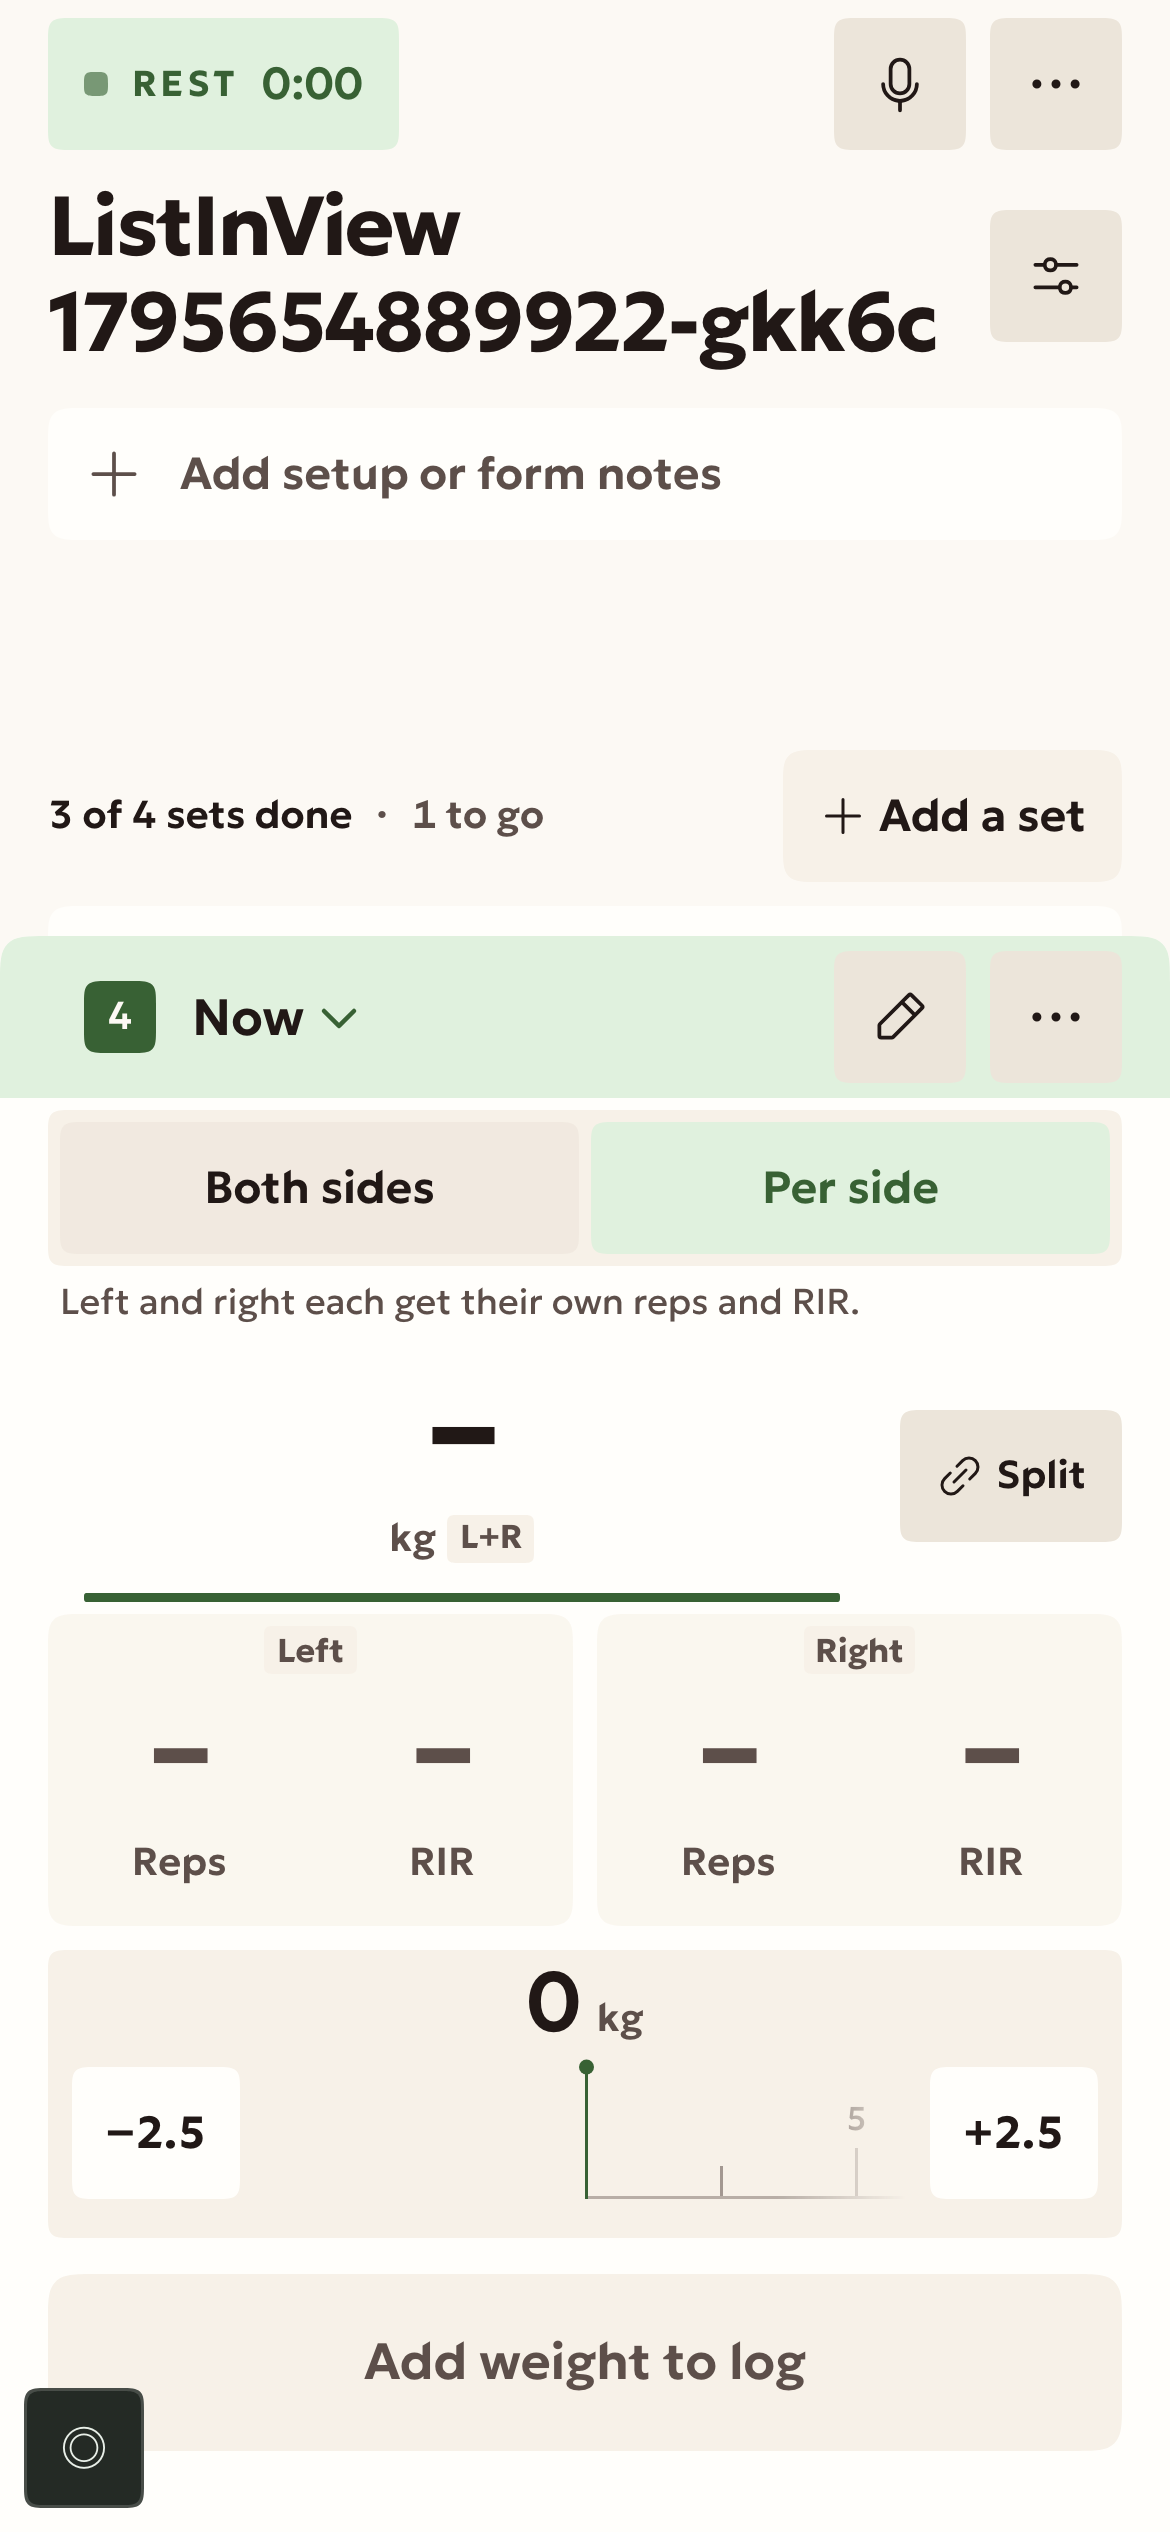 REST 0:00
ListInView
1795654889922-gkk6c
Add setup or form notes
3 of 4 sets done · 1 to go
Add a set
4 Now
Both sides Per side
Left and right each get their own reps and RIR.
–
Split
kg L+R
Left Right
– – – –
Reps RIR Reps RIR
0 kg
5
−2.5 +2.5
Add weight to log